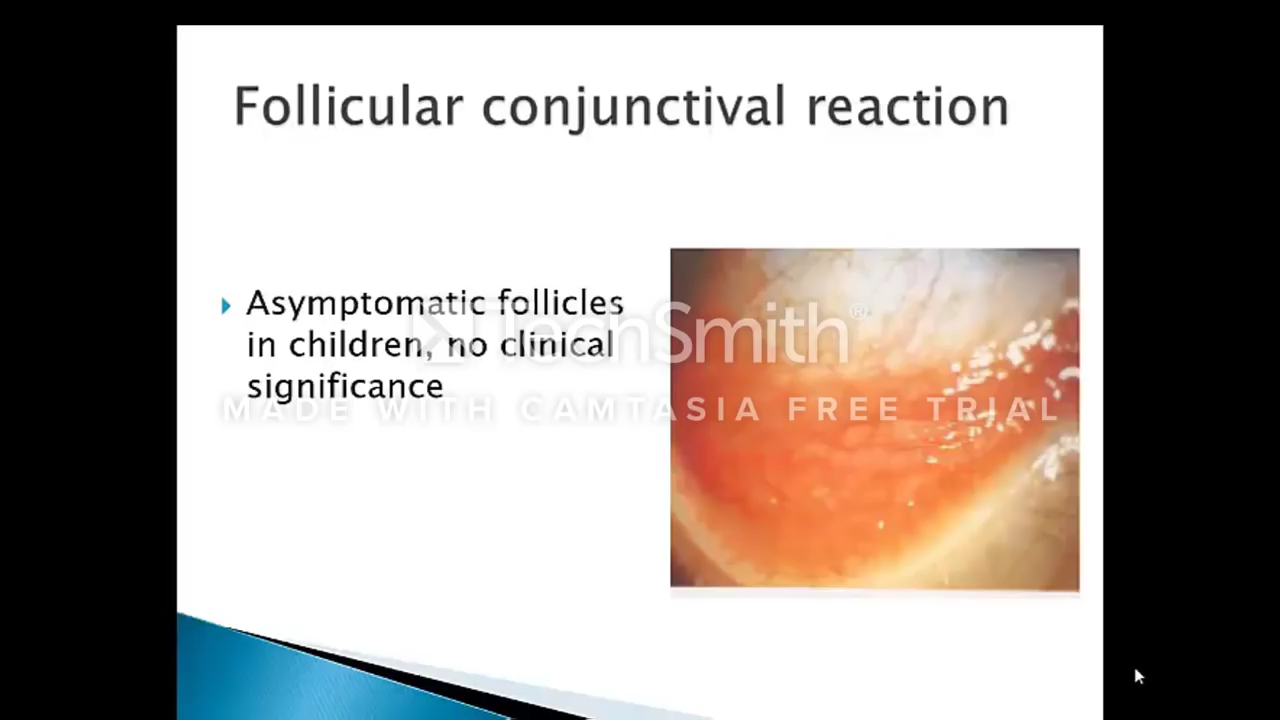 Follicular conjunctival reaction
Asymptomatic follicles
in children, no clinical
significance
TechSmith®
MADE WITH CAMTASIA FREE TRIAL